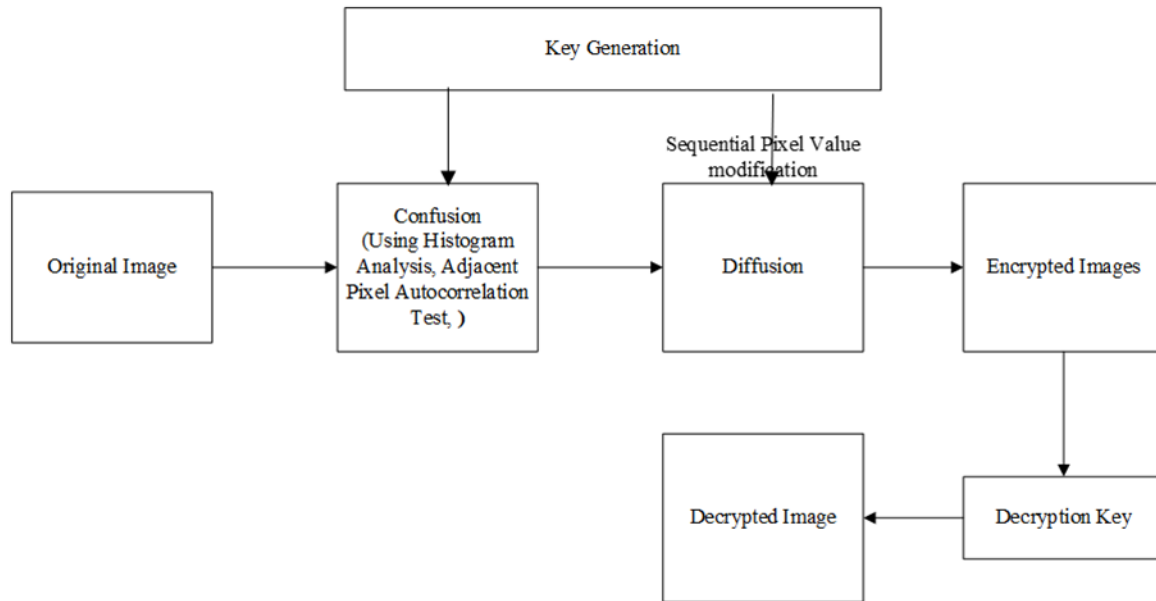 Key Generation
Sequential Pixel Value
modification
Original Image
Confusion
(Using Histogram
Analysis, Adjacent
Pixel Autocorrelation
Test, )
Diffusion
Encrypted Images
Decrypted Image
Decryption Key